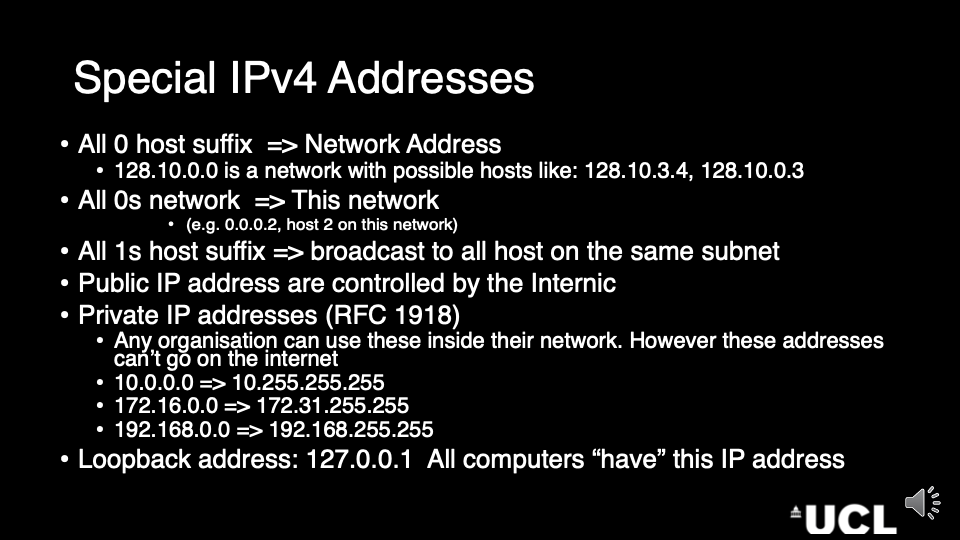 Special IPv4 Addresses
• All 0 host suffix => Network Address
• 128.10.0.0 is a network with possible hosts like: 128.10.3.4, 128.10.0.3
• All 0s network => This network
• (e.g. 0.0.0.2, host 2 on this network)
• All 1s host suffix => broadcast to all host on the same subnet
• Public IP address are controlled by the Internic
• Private IP addresses (RFC 1918)
• Any organisation can use these inside their network. However these addresses
can’t go on the internet
• 10.0.0.0 => 10.255.255.255
• 172.16.0.0 => 172.31.255.255
• 192.168.0.0 => 192.168.255.255
• Loopback address: 127.0.0.1 All computers “have” this IP address
UCL